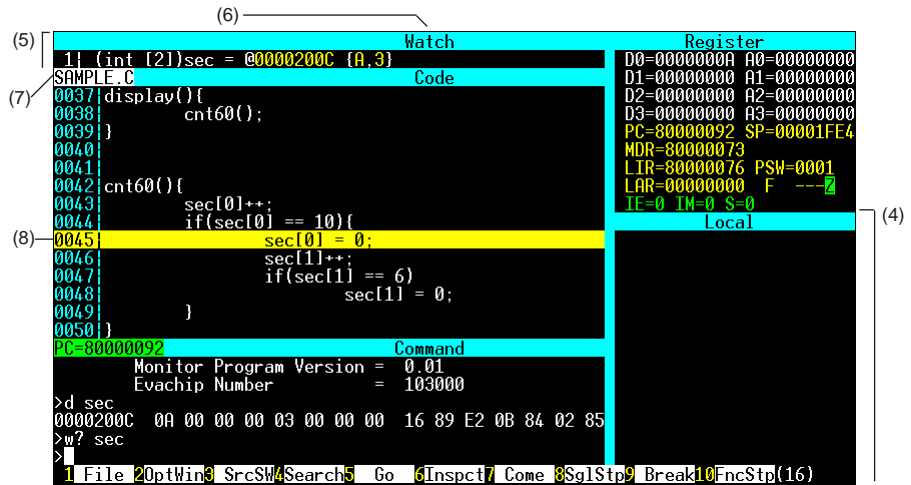 (6)
(5)
Watch
1| (int [2])sec = @0000200C {A,3}
(7)
SAMPLE.C Code
0037|display(){
0038| cnt60();
0039|}
0040|
0041|
0042|cnt60(){
0043| sec[0]++;
0044| if(sec[0] == 10){
(8)
0045| sec[0] = 0;
0046| sec[1]++;
0047| if(sec[1] == 6)
0048| sec[1] = 0;
0049| }
0050|}
PC=80000092 Command
Monitor Program Version = 0.01
Evachip Number = 103000
>d sec
0000200C 0A 00 00 00 03 00 00 00 16 89 E2 0B 84 02 85
>w? sec
>
Register
D0=0000000A A0=00000000
D1=00000000 A1=00000000
D2=00000000 A2=00000000
D3=00000000 A3=00000000
PC=80000092 SP=00001FE4
MDR=80000073
LIR=80000076 PSW=0001
LAR=00000000 F ---Z
IE=0 IM=0 S=0
(4)
Local
1 File 2OptWin3 SrcSW4Search5 Go 6Inspct7 Come 8SglStp9 Break10FncStp(16)